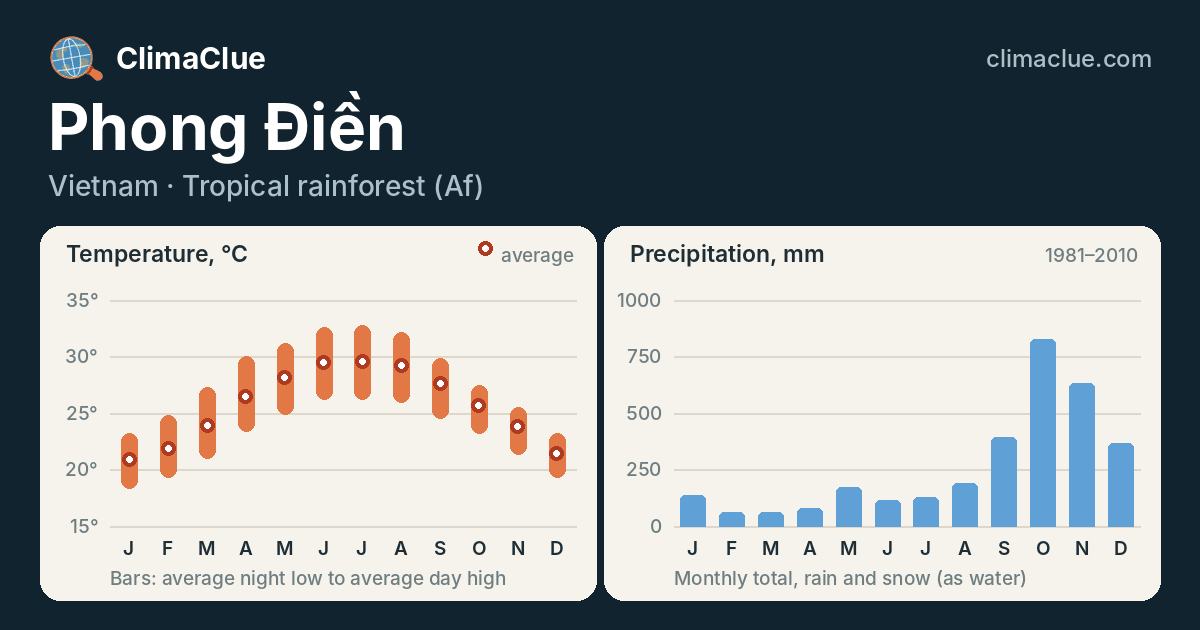 ClimaClue
climaclue.com
Phong Điền
Vietnam · Tropical rainforest (Af)
Temperature, °C
average
35°
30°
25°
20°
15°
J F M A M J J A S O N D
Bars: average night low to average day high
Precipitation, mm
1981–2010
1000
750
500
250
0
J F M A M J J A S O N D
Monthly total, rain and snow (as water)